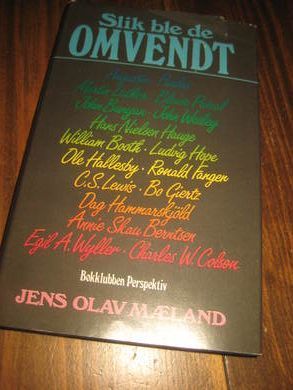 Slik ble de
OMVENDT
Augustin · Paulus
Martin Luther · Blaise Pascal
John Bunyan · John Wesley
Hans Nielsen Hauge
William Booth · Ludvig Hope
Ole Hallesby · Ronald Fangen
C.S. Lewis · Bo Giertz
Dag Hammarskjöld
Annie Skau Berntsen
Egil A. Wyller · Charles W. Colson
Bokklubben Perspektiv
JENS OLAV MÆLAND